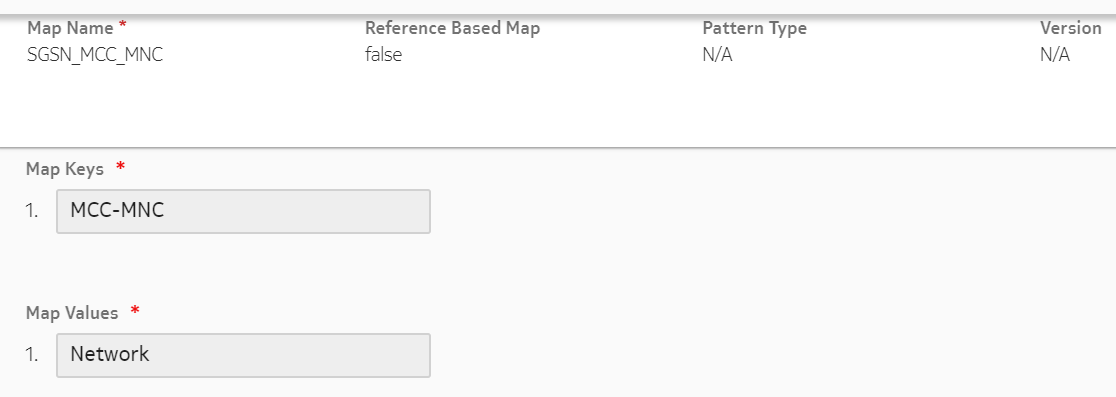 Map Name * Reference Based Map Pattern Type Version
SGSN_MCC_MNC false N/A N/A
Map Keys *
1. MCC-MNC
Map Values *
1. Network